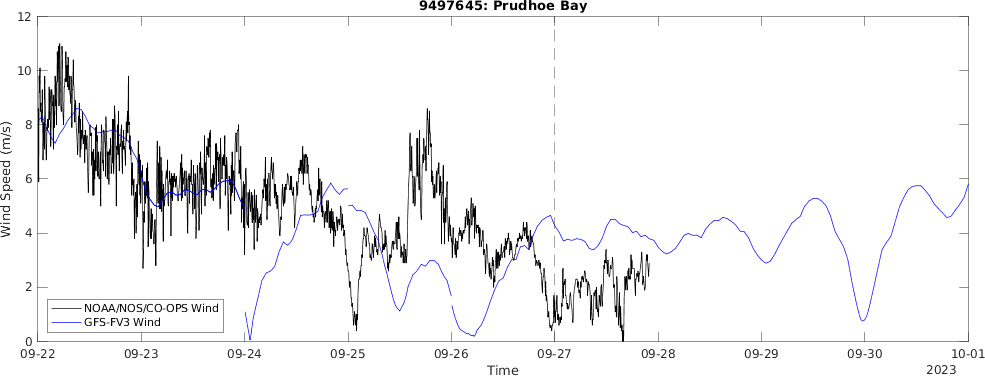 9497645: Prudhoe Bay
12
10
8
6
4
2
0
Wind Speed (m/s)
NOAA/NOS/CO-OPS Wind
GFS-FV3 Wind
09-22 09-23 09-24 09-25 09-26 09-27 09-28 09-29 09-30 10-01
Time
2023